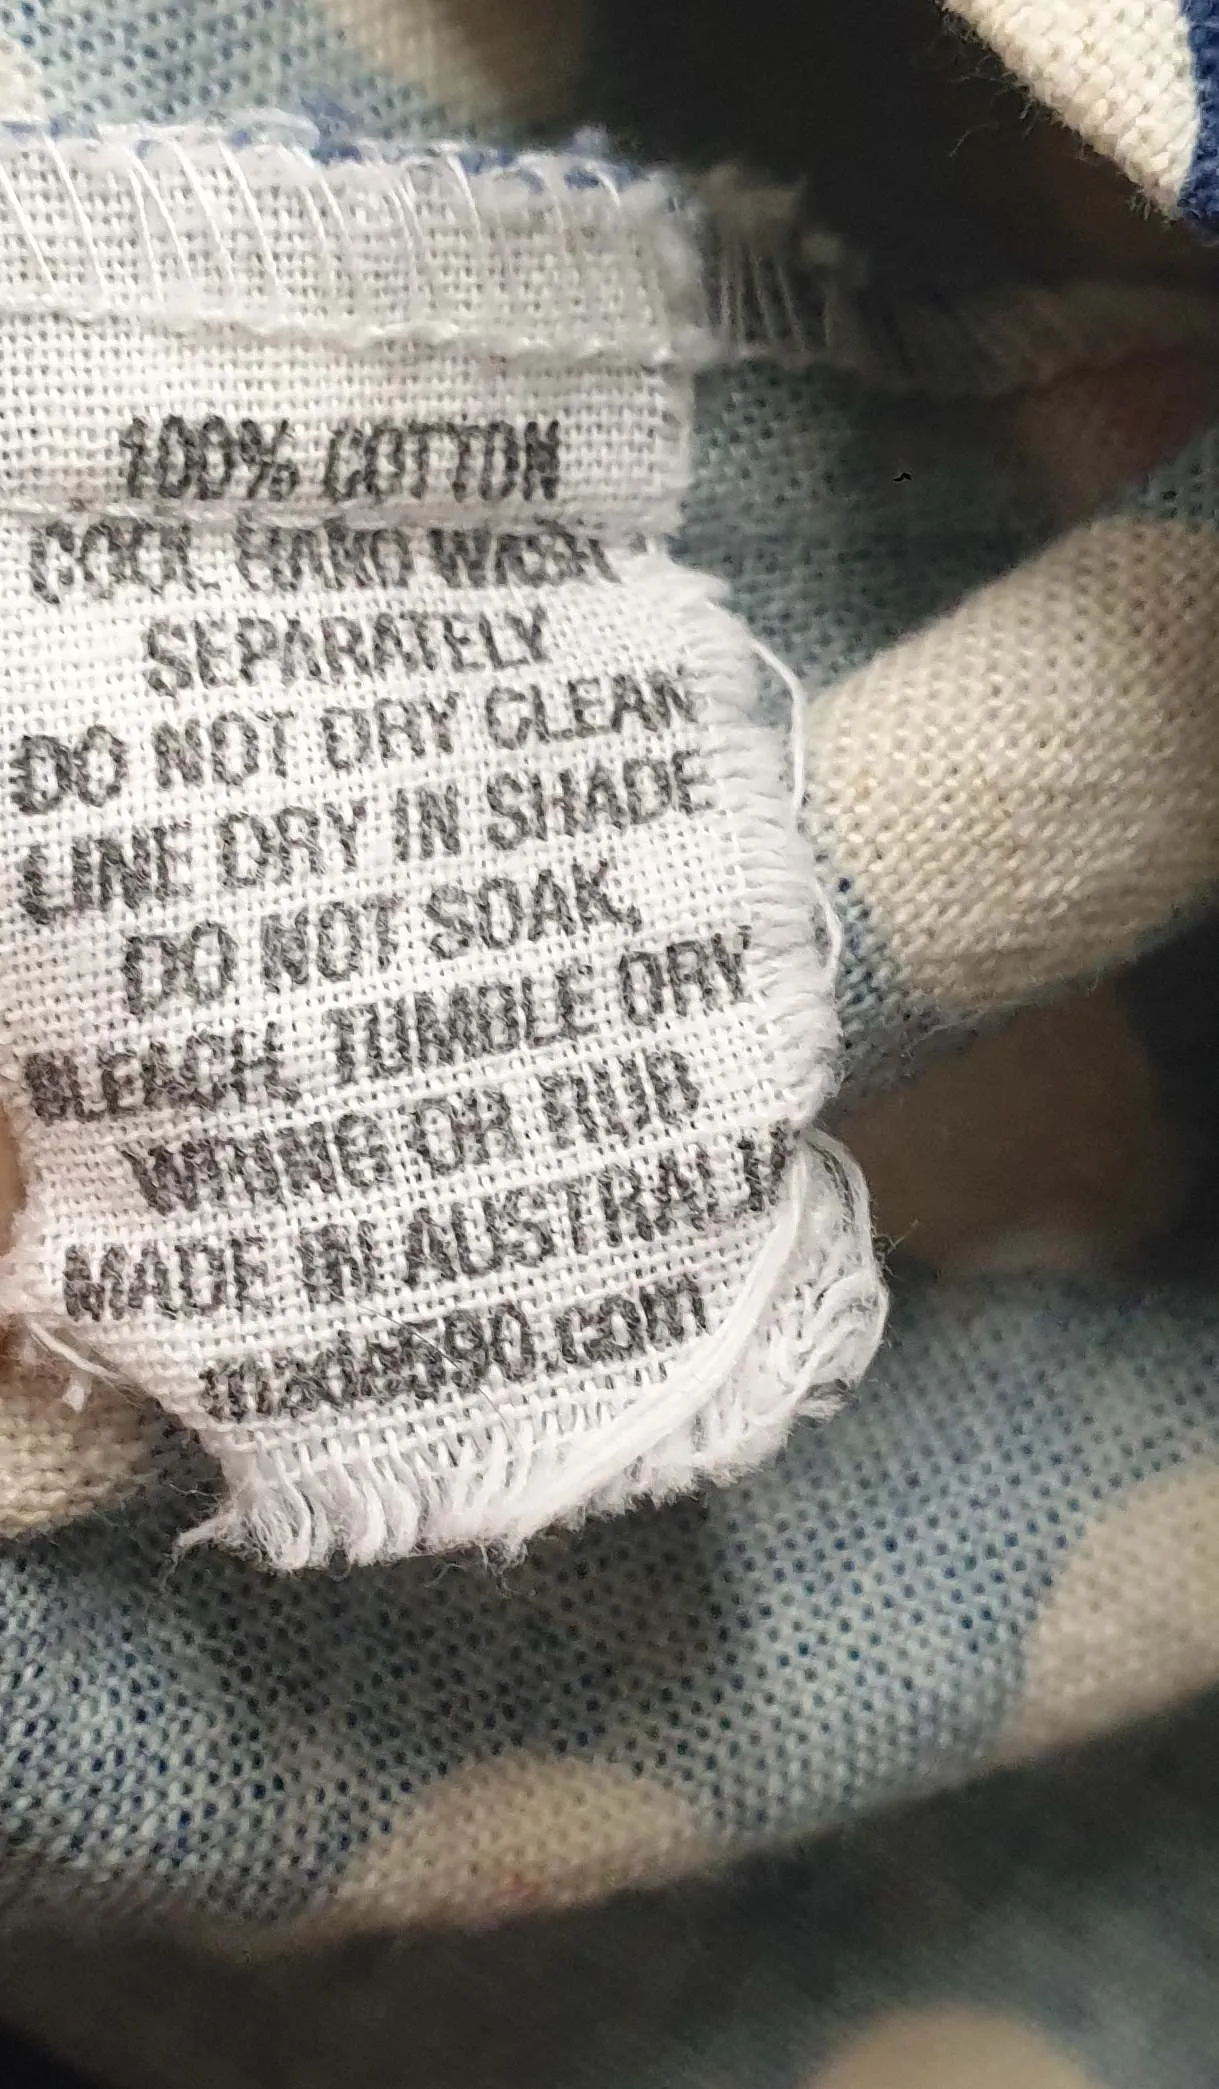 100% COTTON
COOL HAND WASH
SEPARATELY
DO NOT DRY CLEAN
LINE DRY IN SHADE
DO NOT SOAK,
BLEACH, TUMBLE DRY
WRING OR RUB
MADE IN AUSTRALIA